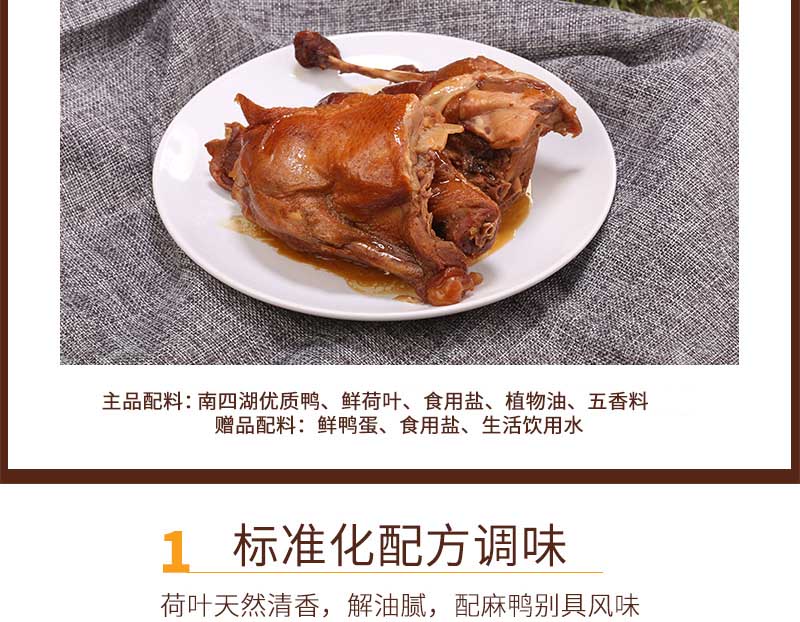 主品配料：南四湖优质鸭、鲜荷叶、食用盐、植物油、五香料
赠品配料：鲜鸭蛋、食用盐、生活饮用水
1 标准化配方调味
荷叶天然清香，解油腻，配麻鸭别具风味